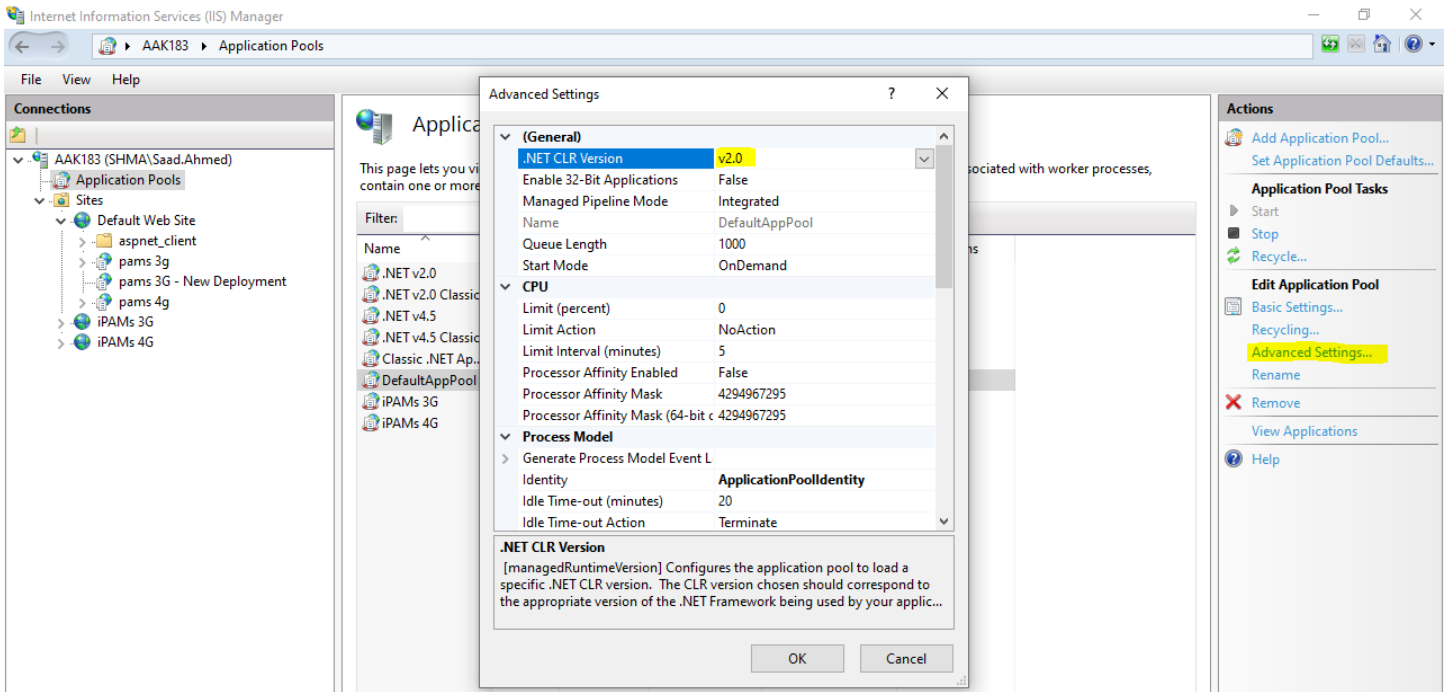 Internet Information Services (IIS) Manager
AAK183 Application Pools
File View Help
Connections
AAK183 (SHMA\Saad.Ahmed)
Application Pools
Sites
Default Web Site
aspnet_client
pams 3g
pams 3G - New Deployment
pams 4g
iPAMs 3G
iPAMs 4G
This page lets you
sociated with worker processes,
contain one or more
Filter:
Name
.NET v2.0
.NET v2.0 Classic
.NET v4.5
.NET v4.5 Classic
Classic .NET Ap...
DefaultAppPool
iPAMs 3G
iPAMs 4G
Advanced Settings ?
(General)
.NET CLR Version v2.0
Enable 32-Bit Applications False
Managed Pipeline Mode Integrated
Name DefaultAppPool
Queue Length 1000
Start Mode OnDemand
CPU
Limit (percent) 0
Limit Action NoAction
Limit Interval (minutes) 5
Processor Affinity Enabled False
Processor Affinity Mask 4294967295
Processor Affinity Mask (64-bit 4294967295
Process Model
Generate Process Model Event L
Identity ApplicationPoolIdentity
Idle Time-out (minutes) 20
Idle Time-out Action Terminate
.NET CLR Version
[managedRuntimeVersion] Configures the application pool to load a
specific .NET CLR version. The CLR version chosen should correspond to
the appropriate version of the .NET Framework being used by your applic...
OK Cancel
Actions
Add Application Pool...
Set Application Pool Defaults...
Application Pool Tasks
Start
Stop
Recycle...
Edit Application Pool
Basic Settings...
Recycling...
Advanced Settings...
Rename
Remove
View Applications
Help